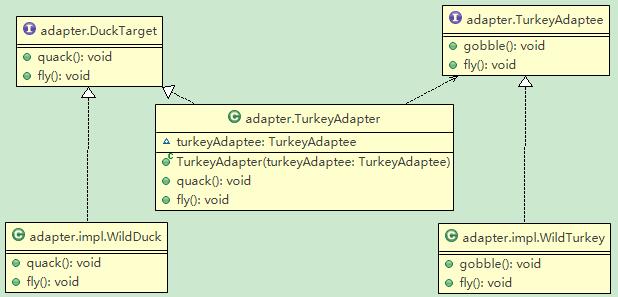 adapter.DuckTarget
quack(): void
fly(): void
adapter.TurkeyAdaptee
gobble(): void
fly(): void
adapter.TurkeyAdapter
turkeyAdaptee: TurkeyAdaptee
TurkeyAdapter(turkeyAdaptee: TurkeyAdaptee)
quack(): void
fly(): void
adapter.impl.WildDuck
quack(): void
fly(): void
adapter.impl.WildTurkey
gobble(): void
fly(): void